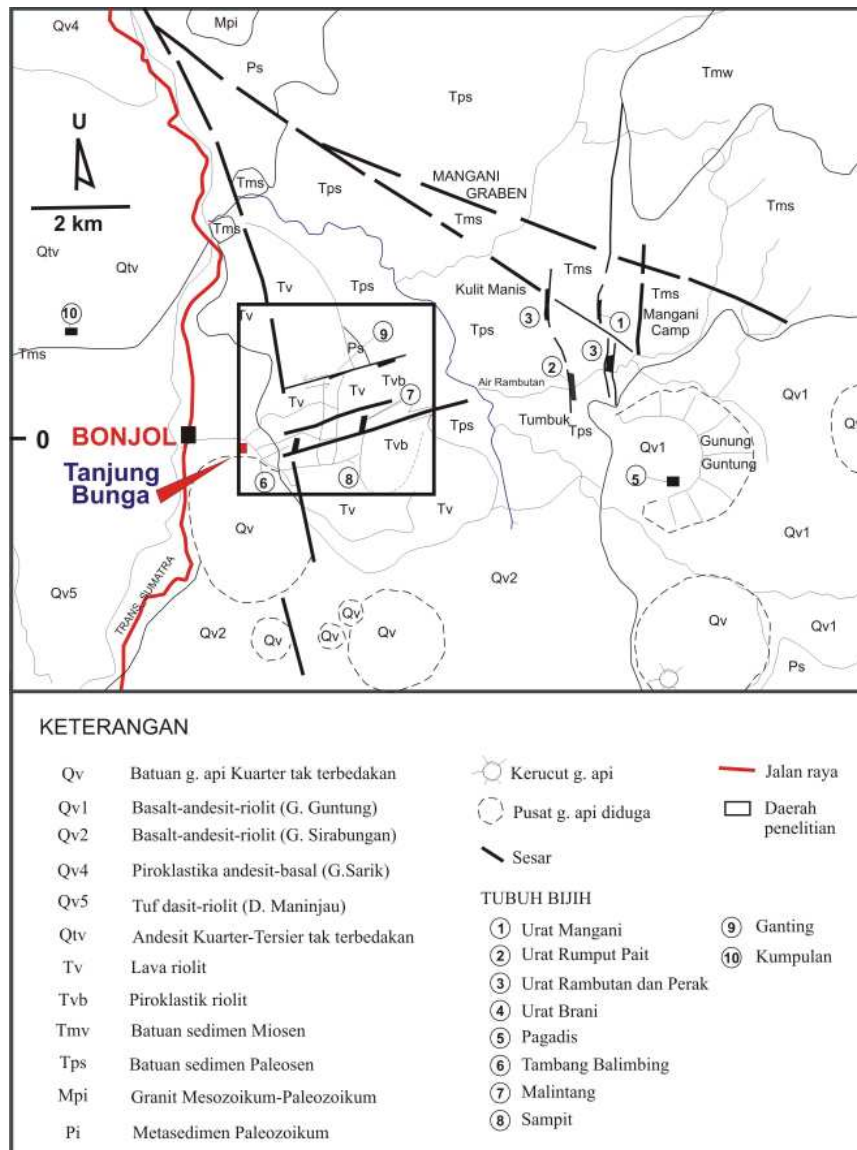 Qv4
Mpi
Ps
Tps
Tmw
U
2 km
MANGANI
GRABEN
Tms
Tps
Tms
Tms
Tms
Qtv
Qtv
Tv
Tps
Kulit Manis
Tms
Tms
Mangani
Camp
10
Tms
Tv
9
3
1
Ps
Tps
3
Tv
Tv
Tvb
7
2
Air Rambutan
Qv1
0
BONJOL
Tvb
Tps
Tumbuk
Tps
Qv1
Gunung
Guntung
Qv
Tanjung
Bunga
6
8
5
Tv
Tv
Qv
Qv1
Qv5
TRANS. SUMATRA
Qv2
Qv2
Qv
Qv
Qv
Qv
Qv
Qv1
Ps
KETERANGAN
Qv Batuan g. api Kuarter tak terbedakan
Qv1 Basalt-andesit-riolit (G. Guntung)
Qv2 Basalt-andesit-riolit (G. Sirabungan)
Qv4 Piroklastika andesit-basal (G.Sarik)
Qv5 Tuf dasit-riolit (D. Maninjau)
Qtv Andesit Kuarter-Tersier tak terbedakan
Tv Lava riolit
Tvb Piroklastik riolit
Tmv Batuan sedimen Miosen
Tps Batuan sedimen Paleosen
Mpi Granit Mesozoikum-Paleozoikum
Pi Metasedimen Paleozoikum
Kerucut g. api
Pusat g. api diduga
Sesar
Jalan raya
Daerah
penelitian
TUBUH BIJIH
1 Urat Mangani
2 Urat Rumput Pait
3 Urat Rambutan dan Perak
4 Urat Brani
5 Pagadis
6 Tambang Balimbing
7 Malintang
8 Sampit
9 Ganting
10 Kumpulan